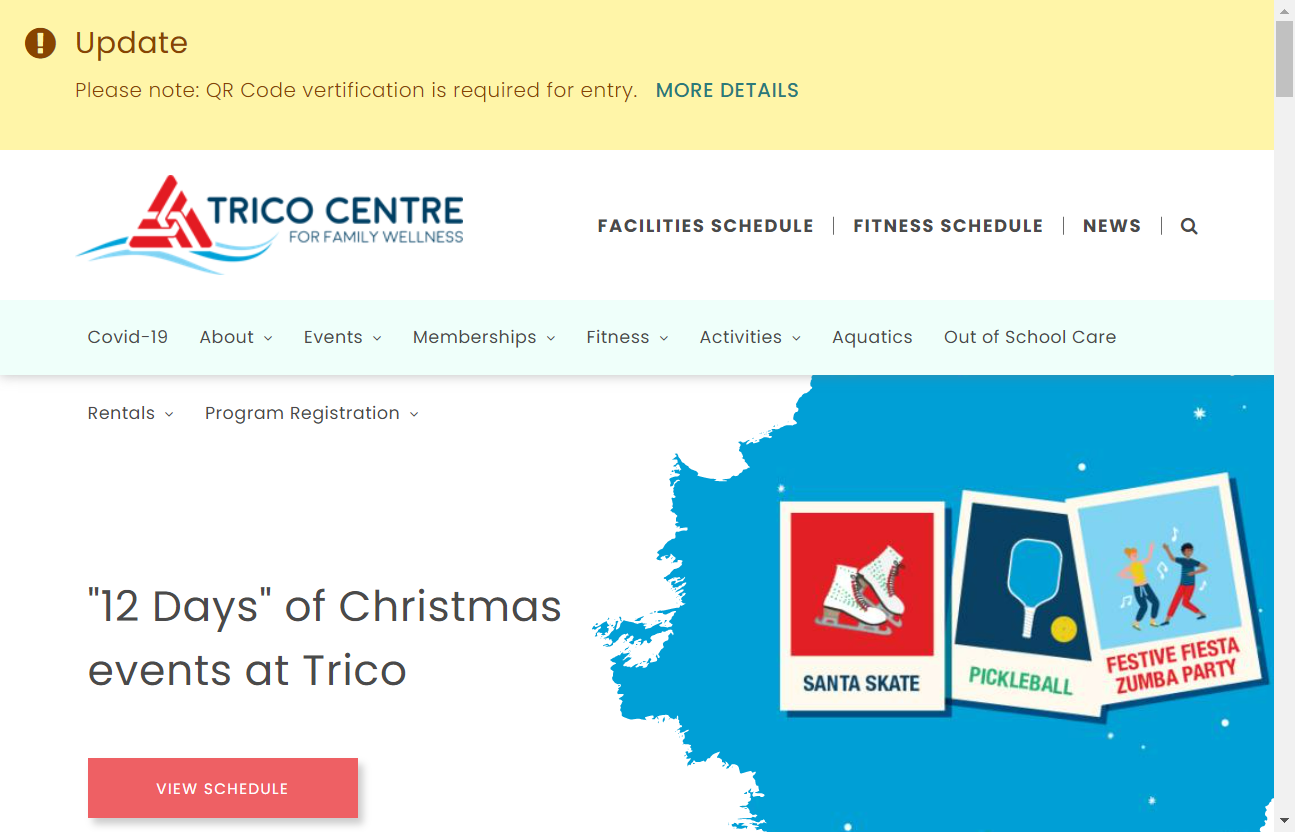 Update
Please note: QR Code vertification is required for entry. MORE DETAILS
TRICO CENTRE
FOR FAMILY WELLNESS
FACILITIES SCHEDULE
FITNESS SCHEDULE
NEWS
Covid-19 About Events Memberships Fitness Activities Aquatics Out of School Care
Rentals Program Registration
"12 Days" of Christmas
events at Trico
VIEW SCHEDULE
SANTA SKATE
PICKLEBALL
FESTIVE FIESTA
ZUMBA PARTY